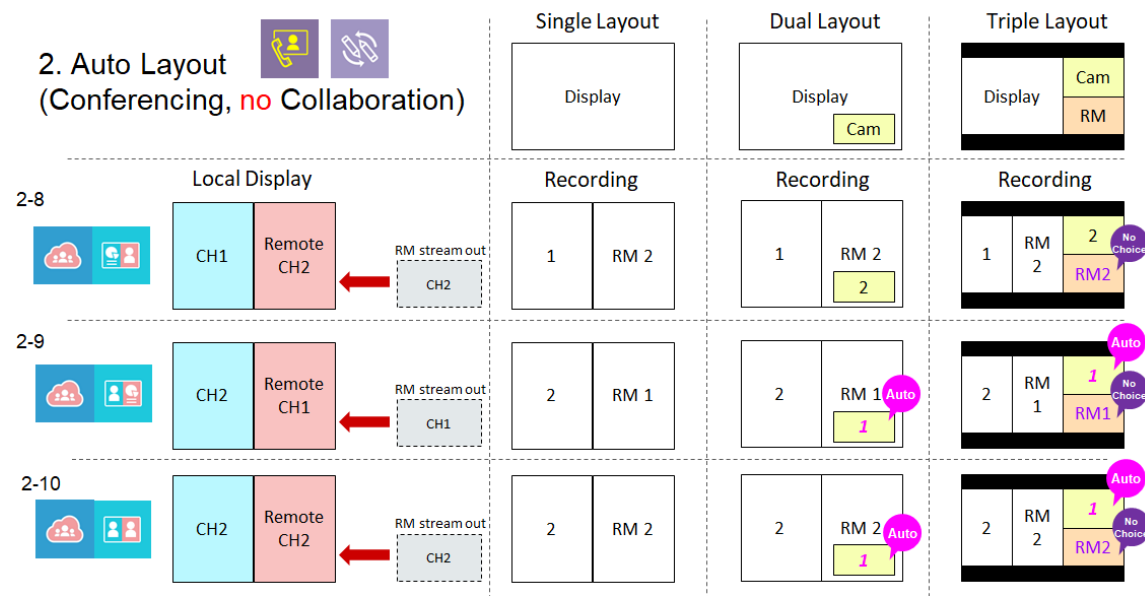 2. Auto Layout
(Conferencing, no Collaboration)
Single Layout
Dual Layout
Triple Layout
Display
Display
Cam
Display
Cam
RM
Local Display
Recording
Recording
Recording
2-8
CH1
Remote
CH2
RM stream out
CH2
1
RM 2
1
RM 2
2
1
RM
2
2
RM2
No
Choice
2-9
CH2
Remote
CH1
RM stream out
CH1
2
RM 1
2
RM 1
Auto
1
2
RM
1
Auto
1
RM1
No
Choice
2-10
CH2
Remote
CH2
RM stream out
CH2
2
RM 2
2
RM 2
Auto
1
2
RM
2
Auto
1
RM2
No
Choice